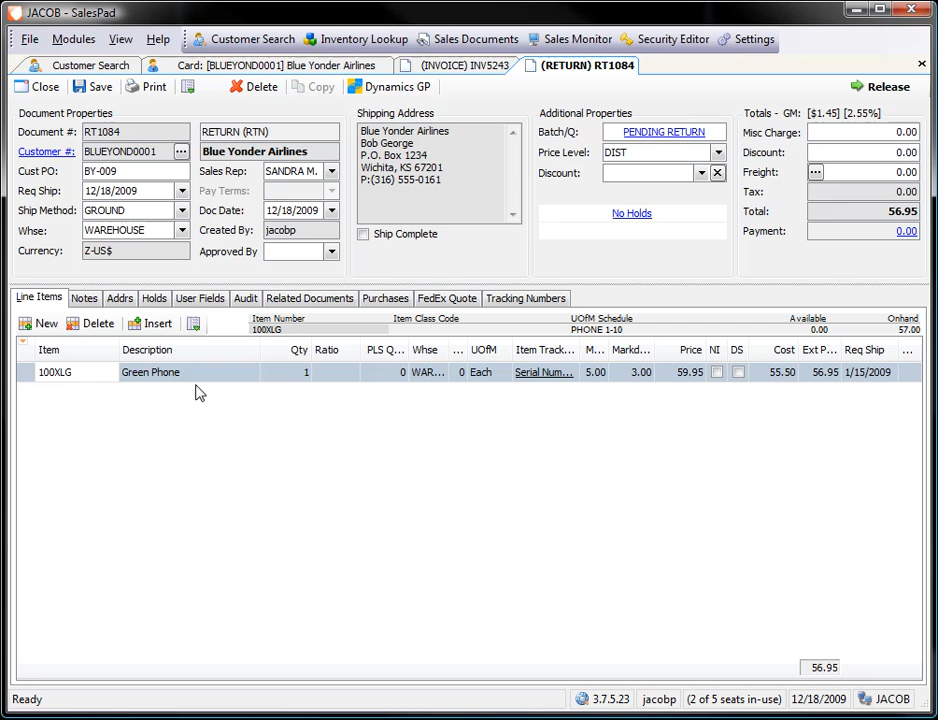 JACOB - SalesPad
File Modules View Help Customer Search Inventory Lookup Sales Documents Sales Monitor Security Editor Settings
Customer Search Card: [BLUEYOND0001] Blue Yonder Airlines (INVOICE) INV5243 (RETURN) RT1084
Close Save Print Delete Copy Dynamics GP Release
Document Properties Shipping Address Additional Properties Totals - GM: [$1.45] [2.55%]
Document #: RT1084 RETURN (RTN) Blue Yonder Airlines Batch/Q: PENDING RETURN Misc Charge: 0.00
Customer #: BLUEYOND0001 ... Blue Yonder Airlines Bob George Price Level: DIST Discount: 0.00
Cust PO: BY-009 Sales Rep: SANDRA M. P.O. Box 1234 Discount: Freight: ... 0.00
Req Ship: 12/18/2009 Pay Terms: Wichita, KS 67201 Tax: 0.00
Ship Method: GROUND Doc Date: 12/18/2009 P:(316) 555-0161 No Holds Total: 56.95
Whse: WAREHOUSE Created By: jacobp Ship Complete Payment: 0.00
Currency: Z-US$ Approved By
Line Items Notes Addrs Holds User Fields Audit Related Documents Purchases FedEx Quote Tracking Numbers
New Delete Insert Item Number Item Class Code UOfM Schedule Available Onhand
100XLG PHONE 1-10 0.00 57.00
Item Description Qty Ratio PLS Q... Whse ... UOfM Item Track... M... Markd... Price NI DS Cost Ext P... Req Ship ...
100XLG Green Phone 1 0 WAR... 0 Each Serial Num... 5.00 3.00 59.95 55.50 56.95 1/15/2009
56.95
Ready 3.7.5.23 jacobp (2 of 5 seats in-use) 12/18/2009 JACOB